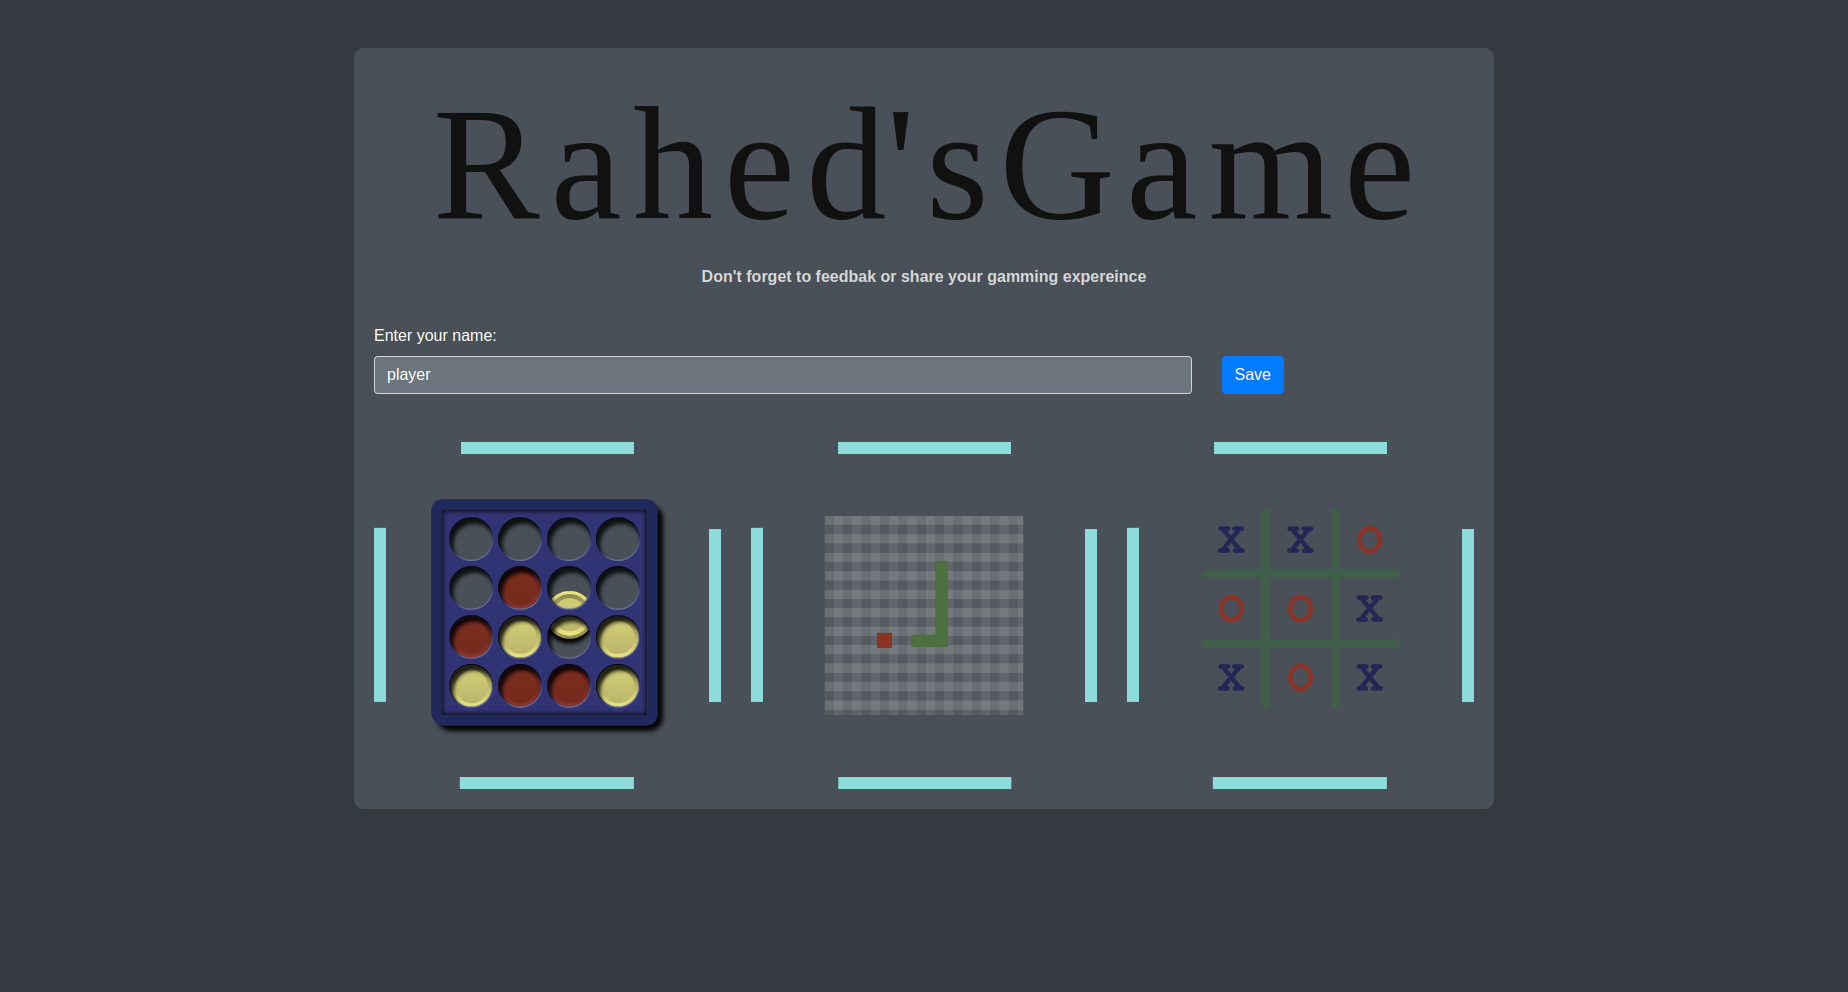 Rahed'sGame
Don't forget to feedbak or share your gamming expereince
Enter your name:
player
Save
X X O
O O X
X O X